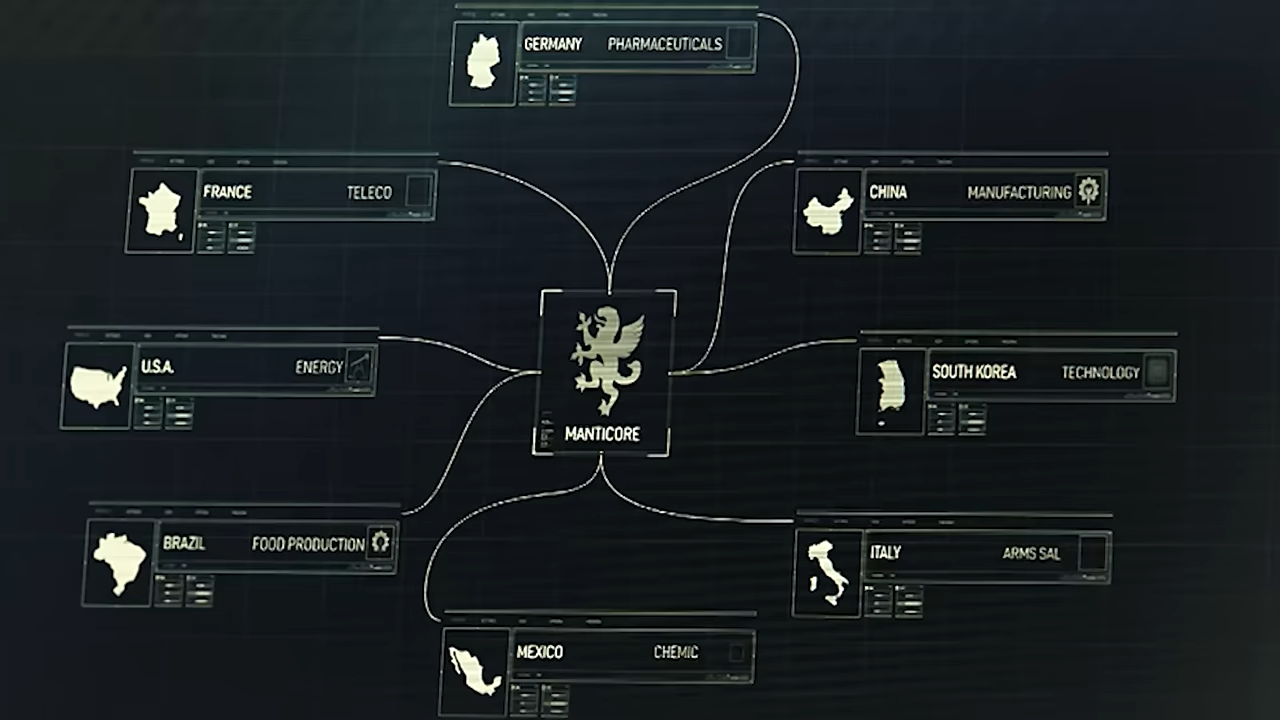 GERMANY PHARMACEUTICALS
FRANCE TELECO
CHINA MANUFACTURING
U.S.A. ENERGY
SOUTH KOREA TECHNOLOGY
MANTICORE
BRAZIL FOOD PRODUCTION
ITALY ARMS SAL
MEXICO CHEMIC